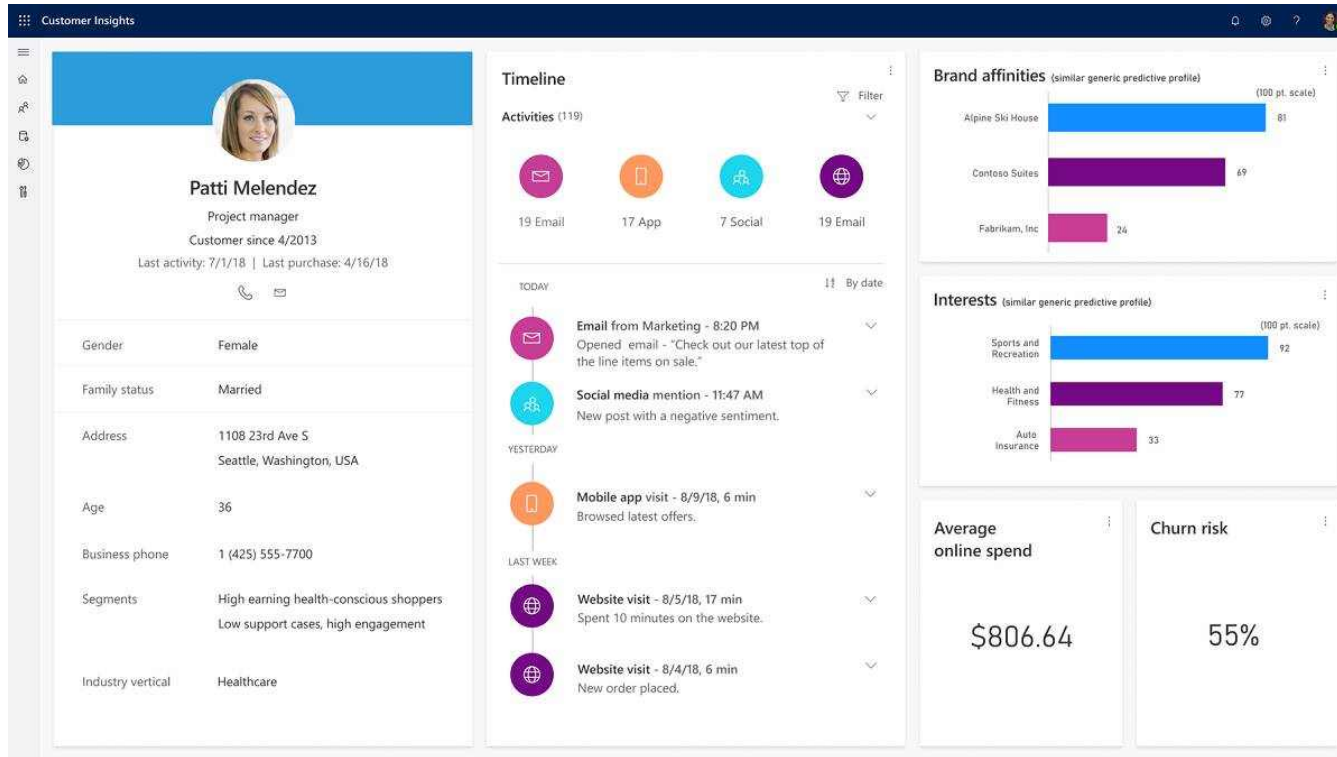 Customer Insights
?
Patti Melendez
Project manager
Customer since 4/2013
Last activity: 7/1/18 | Last purchase: 4/16/18
Gender Female
Family status Married
Address 1108 23rd Ave S
Seattle, Washington, USA
Age 36
Business phone 1 (425) 555-7700
Segments High earning health-conscious shoppers
Low support cases, high engagement
Industry vertical Healthcare
Timeline
Filter
Activities (119)
19 Email 17 App 7 Social 19 Email
TODAY By date
Email from Marketing - 8:20 PM
Opened email - "Check out our latest top of
the line items on sale."
Social media mention - 11:47 AM
New post with a negative sentiment.
YESTERDAY
Mobile app visit - 8/9/18, 6 min
Browsed latest offers.
LAST WEEK
Website visit - 8/5/18, 17 min
Spent 10 minutes on the website.
Website visit - 8/4/18, 6 min
New order placed.
Brand affinities (similar generic predictive profile)
(100 pt. scale)
Alpine Ski House 81
Contoso Suites 69
Fabrikam, Inc 24
Interests (similar generic predictive profile)
(100 pt. scale)
Sports and
Recreation 92
Health and
Fitness 77
Auto
Insurance 33
Average
online spend
$806.64
Churn risk
55%